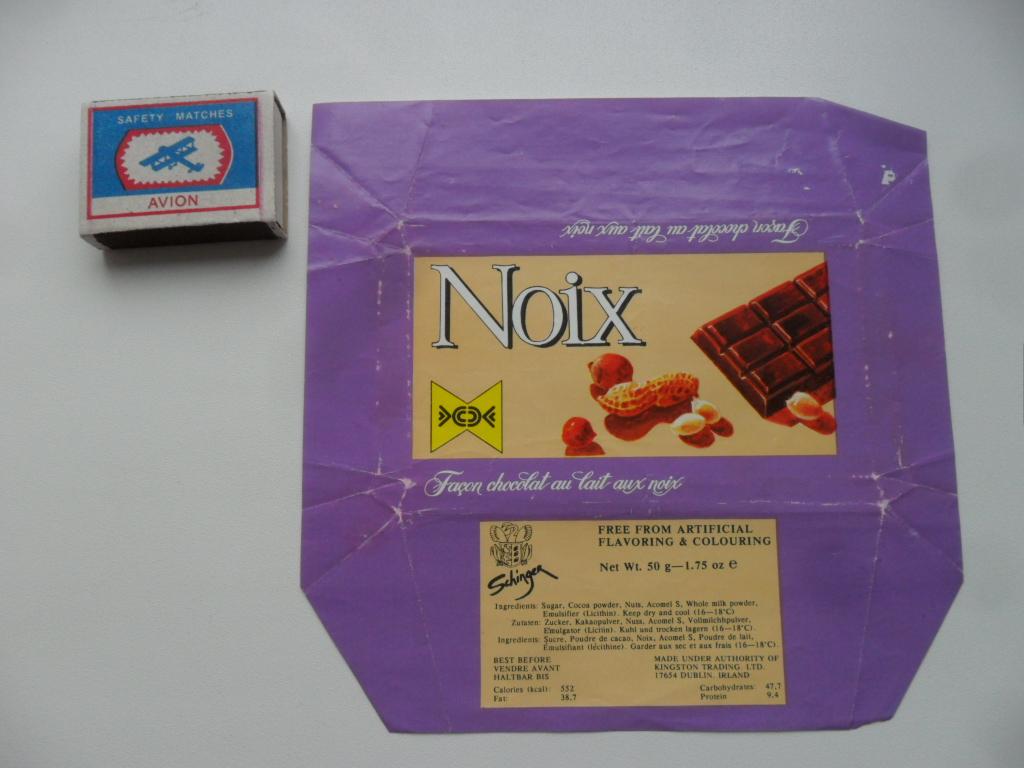 SAFETY MATCHES
AVION
P
Façon chocolat au lait aux noix
Noix
Façon chocolat au lait aux noix
Schinger
FREE FROM ARTIFICIAL
FLAVORING & COLOURING
Net Wt. 50 g—1.75 oz e
Ingredients: Sugar, Cocoa powder, Nuts, Acomel S, Whole milk powder,
Emulsifier (Licithin). Keep dry and cool (16—18°C)
Zutaten: Zucker, Kakaopulver, Nuss, Acomel S, Vollmilchhpulver,
Emulgator (Lictiin). Kuhl und trocken lagern (16—18°C).
Ingredients: Sucre, Poudre de cacao, Noix, Acomel S, Poudre de lait,
Émulsifiant (lécithine). Garder aux sec et aux frais (16—18°C).
BEST BEFORE
VENDRE AVANT
HALTBAR BIS
MADE UNDER AUTHORITY OF
KINGSTON TRADING. LTD.
17654 DUBLIN. IRLAND
Calories (kcal): 552
Fat: 38,7
Carbohydrates: 47,7
Protein 9,4